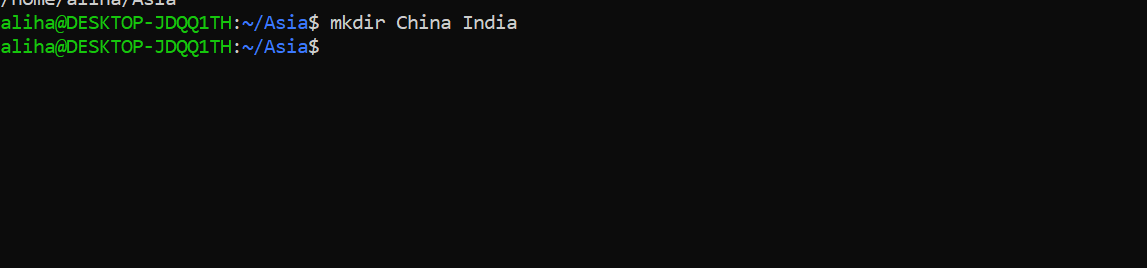 /home/aliha/Asia
aliha@DESKTOP-JDQQ1TH:~/Asia$ mkdir China India
aliha@DESKTOP-JDQQ1TH:~/Asia$